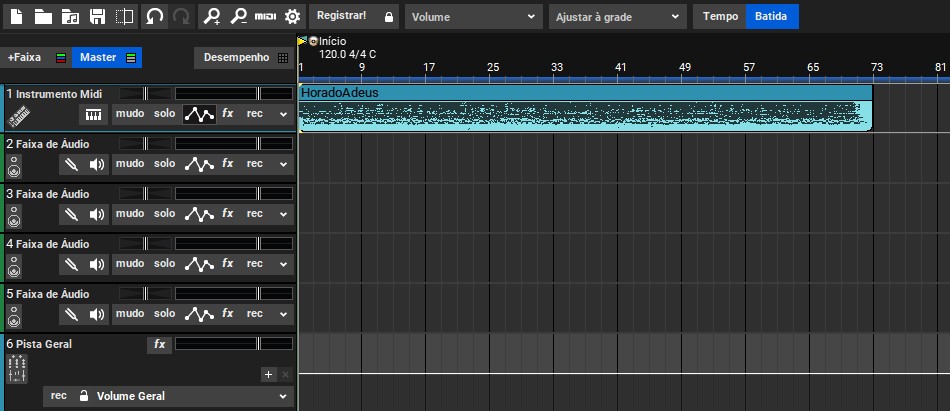 MIDI Registrar! Volume Ajustar à grade Tempo Batida
Início
+Faixa Master Desempenho
120.0 4/4 C
1 9 17 25 33 41 49 57 65 73 81
1 Instrumento Midi
HoradoAdeus
mudo solo fx rec
2 Faixa de Áudio
mudo solo fx rec
3 Faixa de Áudio
mudo solo fx rec
4 Faixa de Áudio
mudo solo fx rec
5 Faixa de Áudio
mudo solo fx rec
6 Pista Geral fx
+ ×
rec Volume Geral